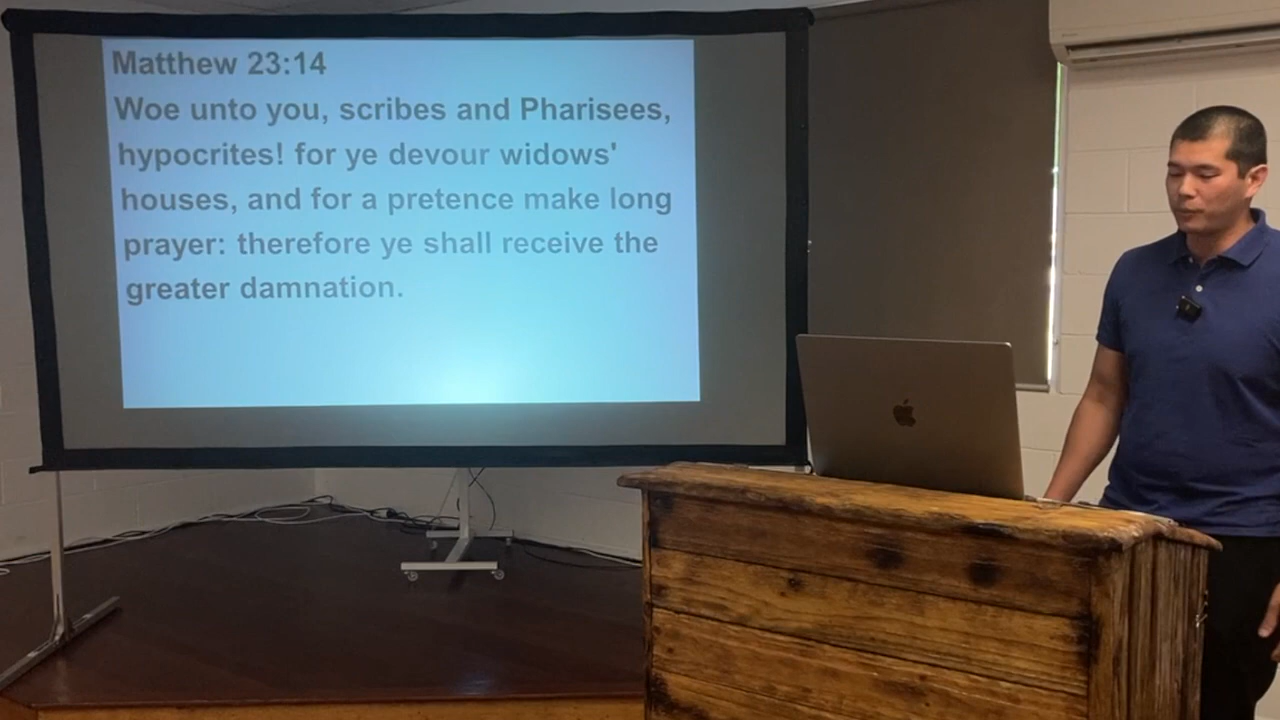 Matthew 23:14
Woe unto you, scribes and Pharisees,
hypocrites! for ye devour widows'
houses, and for a pretence make long
prayer: therefore ye shall receive the
greater damnation.